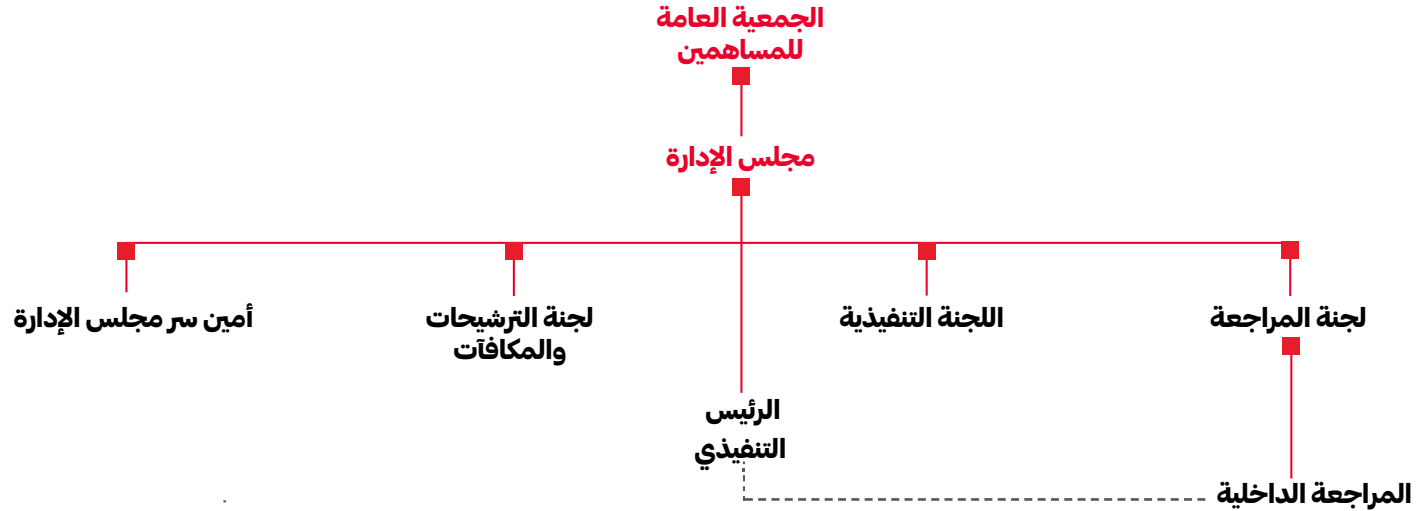 الجمعية العامة
للمساهمين
مجلس الإدارة
لجنة المراجعة
اللجنة التنفيذية
لجنة الترشيحات
والمكافآت
أمين سر مجلس الإدارة
الرئيس
التنفيذي
المراجعة الداخلية